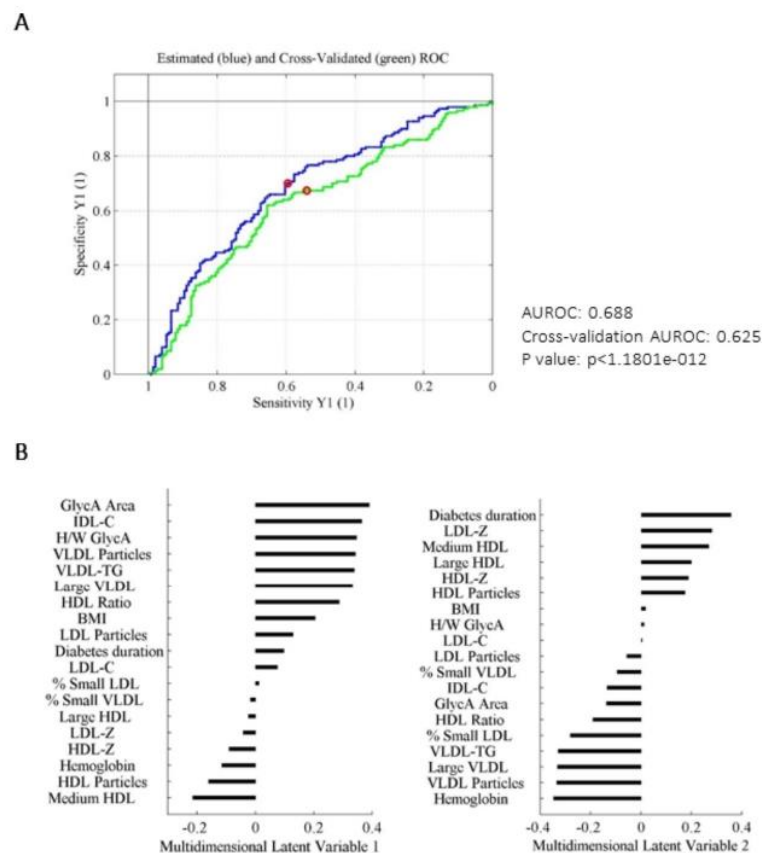 A
Estimated (blue) and Cross-Validated (green) ROC
1
0.8
0.6
0.4
0.2
0
Specificity Y1 (1)
1 0.8 0.6 0.4 0.2 0
Sensitivity Y1 (1)
AUROC: 0.688
Cross-validation AUROC: 0.625
P value: p<1.1801e-012
B
GlycA Area
IDL-C
H/W GlycA
VLDL Particles
VLDL-TG
Large VLDL
HDL Ratio
BMI
LDL Particles
Diabetes duration
LDL-C
% Small LDL
% Small VLDL
Large HDL
LDL-Z
HDL-Z
Hemoglobin
HDL Particles
Medium HDL
-0.2 0 0.2 0.4
Multidimensional Latent Variable 1
Diabetes duration
LDL-Z
Medium HDL
Large HDL
HDL-Z
HDL Particles
BMI
H/W GlycA
LDL-C
LDL Particles
% Small VLDL
IDL-C
GlycA Area
HDL Ratio
% Small LDL
VLDL-TG
Large VLDL
VLDL Particles
Hemoglobin
-0.4 -0.2 0 0.2 0.4
Multidimensional Latent Variable 2